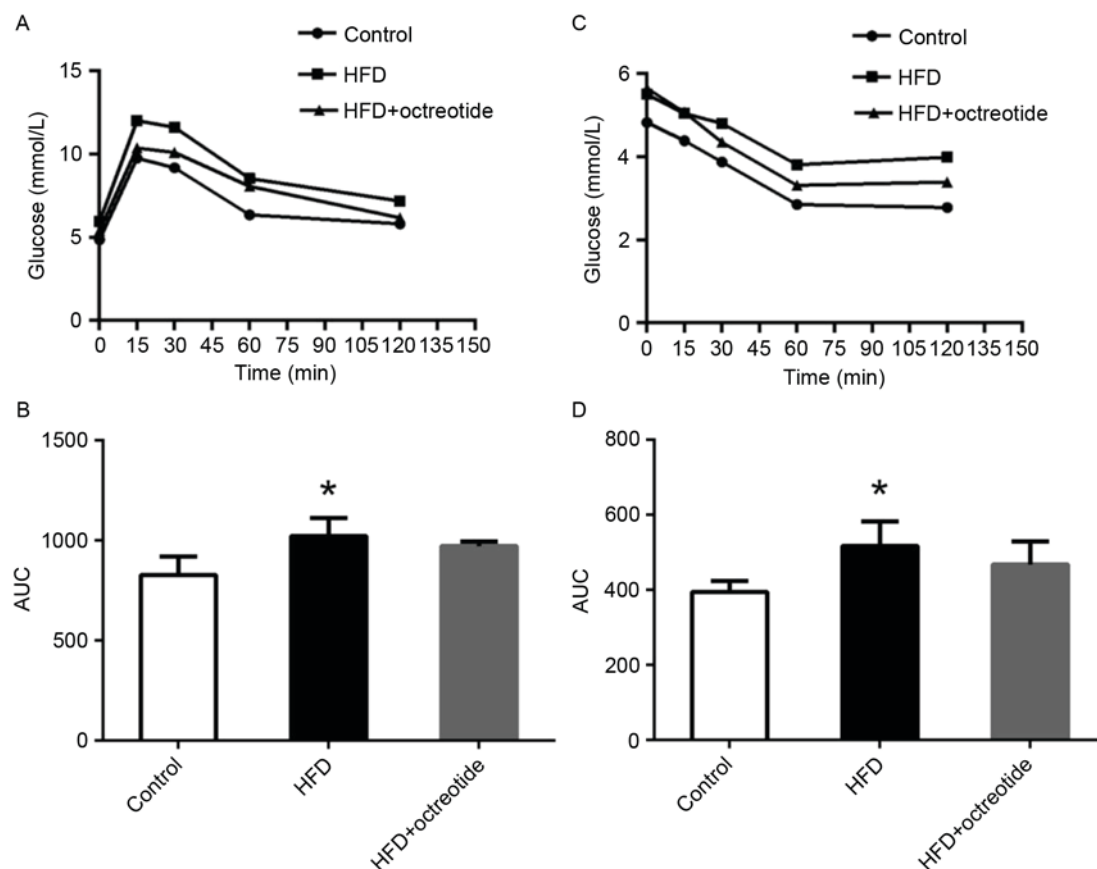 A
Control
HFD
HFD+octreotide
Glucose (mmol/L)
15
10
5
0
0 15 30 45 60 75 90 105 120 135 150
Time (min)
C
Control
HFD
HFD+octreotide
Glucose (mmol/L)
6
4
2
0
0 15 30 45 60 75 90 105 120 135 150
Time (min)
B
AUC
1500
1000
500
0
*
Control
HFD
HFD+octreotide
D
AUC
800
600
400
200
0
*
Control
HFD
HFD+octreotide